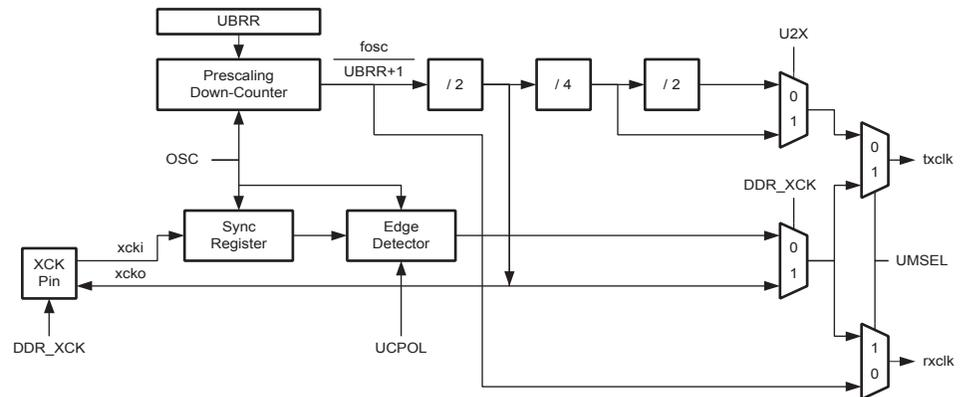 UBRR
fosc
U2X
Prescaling
Down-Counter
UBRR+1
/ 2
/ 4
/ 2
0
1
OSC
0
1
txclk
DDR_XCK
Sync
Register
Edge
Detector
xcki
0
1
XCK
Pin
xcko
UMSEL
DDR_XCK
UCPOL
1
0
rxclk